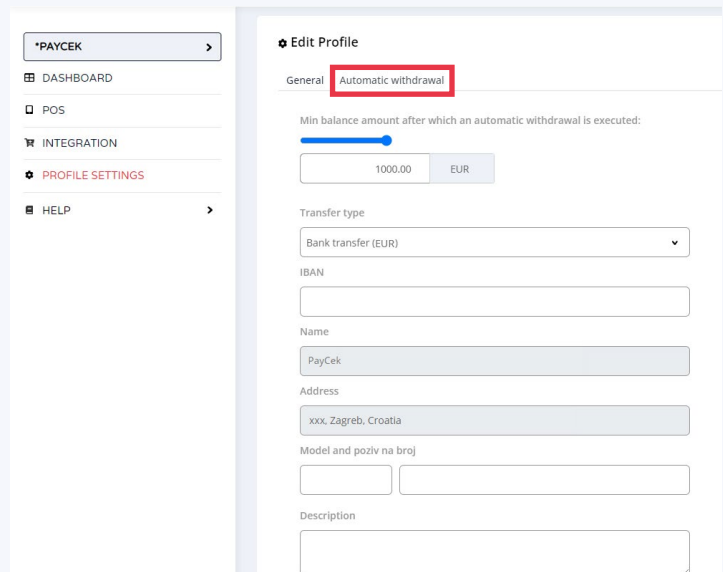 *PAYCEK
DASHBOARD
POS
INTEGRATION
PROFILE SETTINGS
HELP
Edit Profile
General Automatic withdrawal
Min balance amount after which an automatic withdrawal is executed:
1000.00 EUR
Transfer type
Bank transfer (EUR)
IBAN
Name
PayCek
Address
xxx, Zagreb, Croatia
Model and poziv na broj
Description